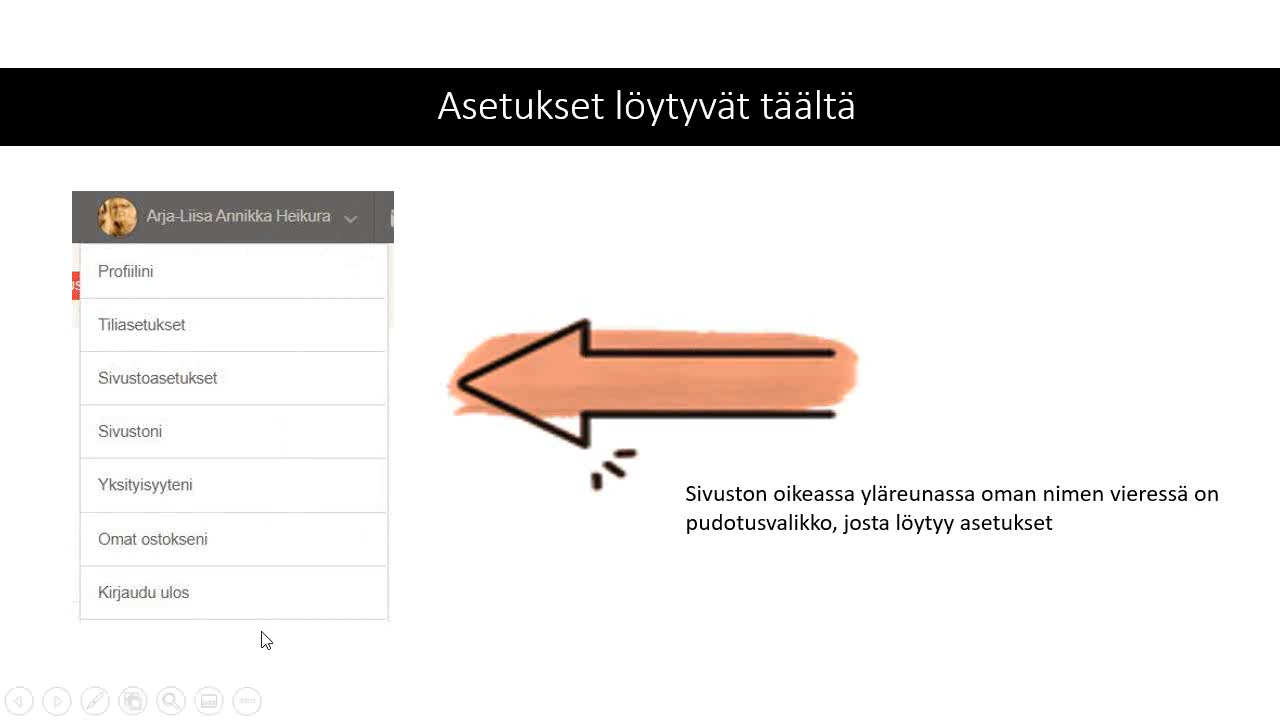 Asetukset löytyvät täältä
Arja-Liisa Annikka Heikura
Profiilini
Tiliasetukset
Sivustoasetukset
Sivustoni
Yksityisyyteni
Omat ostokseni
Kirjaudu ulos
Sivuston oikeassa yläreunassa oman nimen vieressä on
pudotusvalikko, josta löytyy asetukset